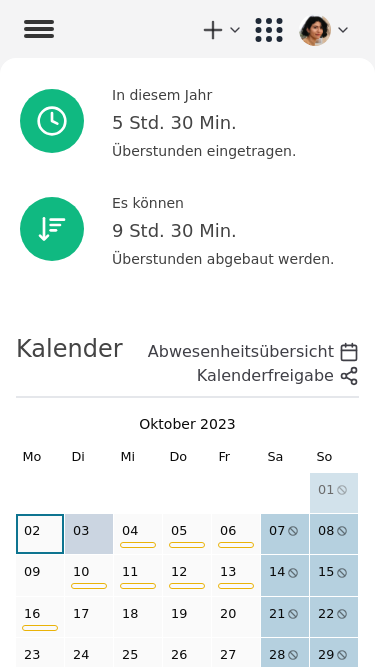 In diesem Jahr
5 Std. 30 Min.
Überstunden eingetragen.
Es können
9 Std. 30 Min.
Überstunden abgebaut werden.
Kalender
Abwesenheitsübersicht
Kalenderfreigabe
Oktober 2023
Mo Di Mi Do Fr Sa So
01
02 03 04 05 06 07 08
09 10 11 12 13 14 15
16 17 18 19 20 21 22
23 24 25 26 27 28 29